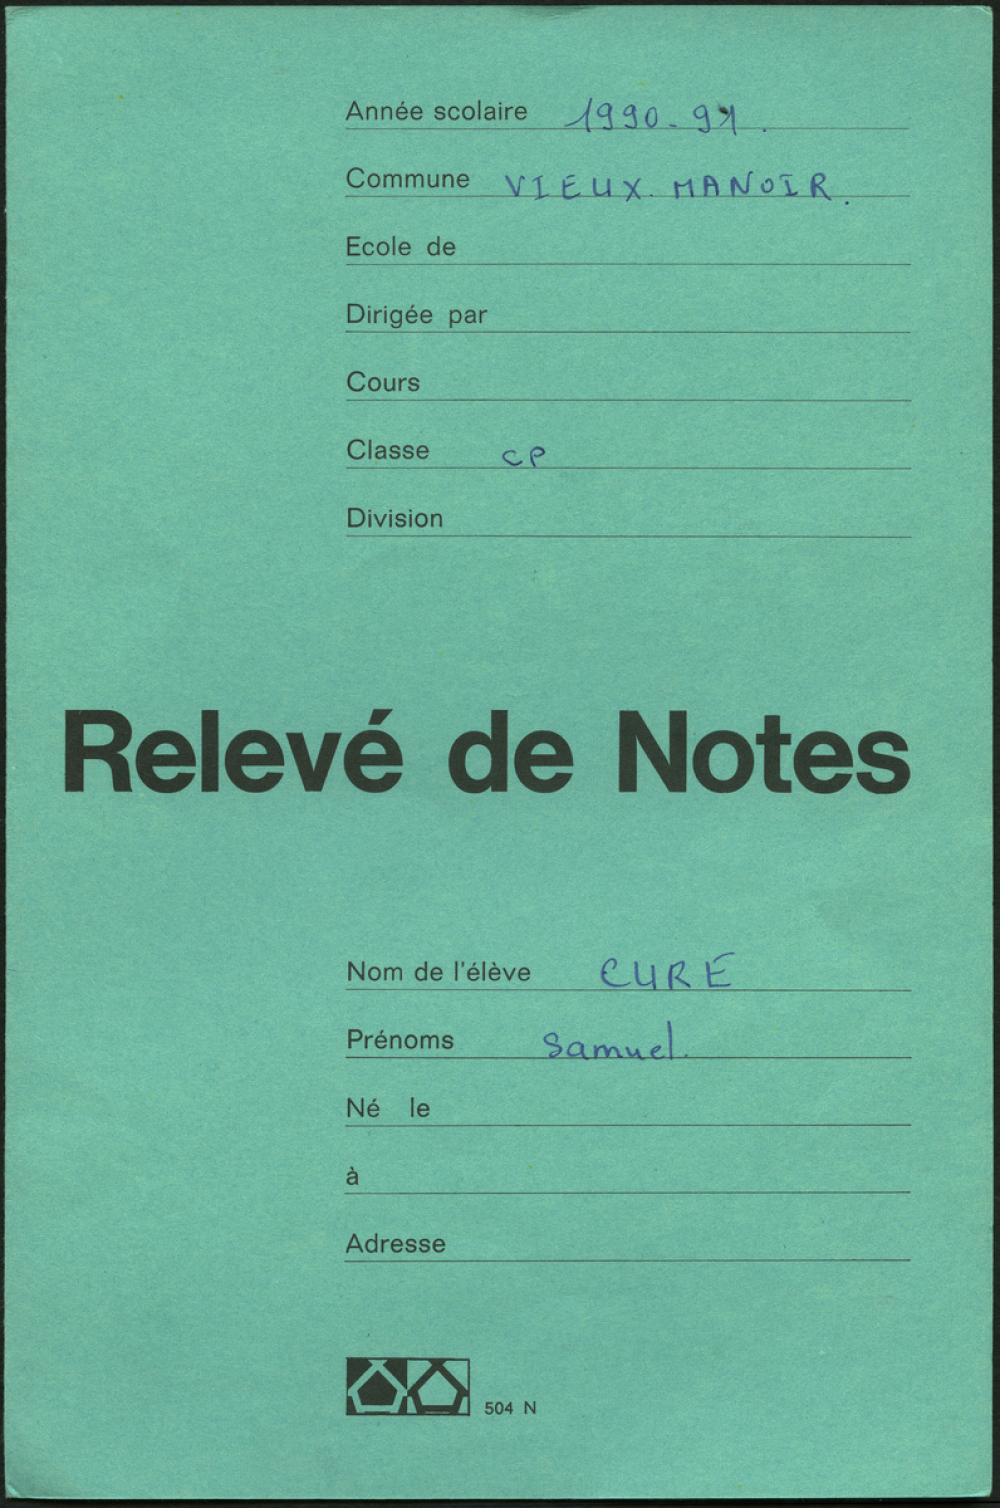 Année scolaire 1990-91.
Commune VIEUX. MANOIR.
Ecole de
Dirigée par
Cours
Classe CP
Division
Relevé de Notes
Nom de l'élève CURE
Prénoms Samuel.
Né le
à
Adresse
504 N